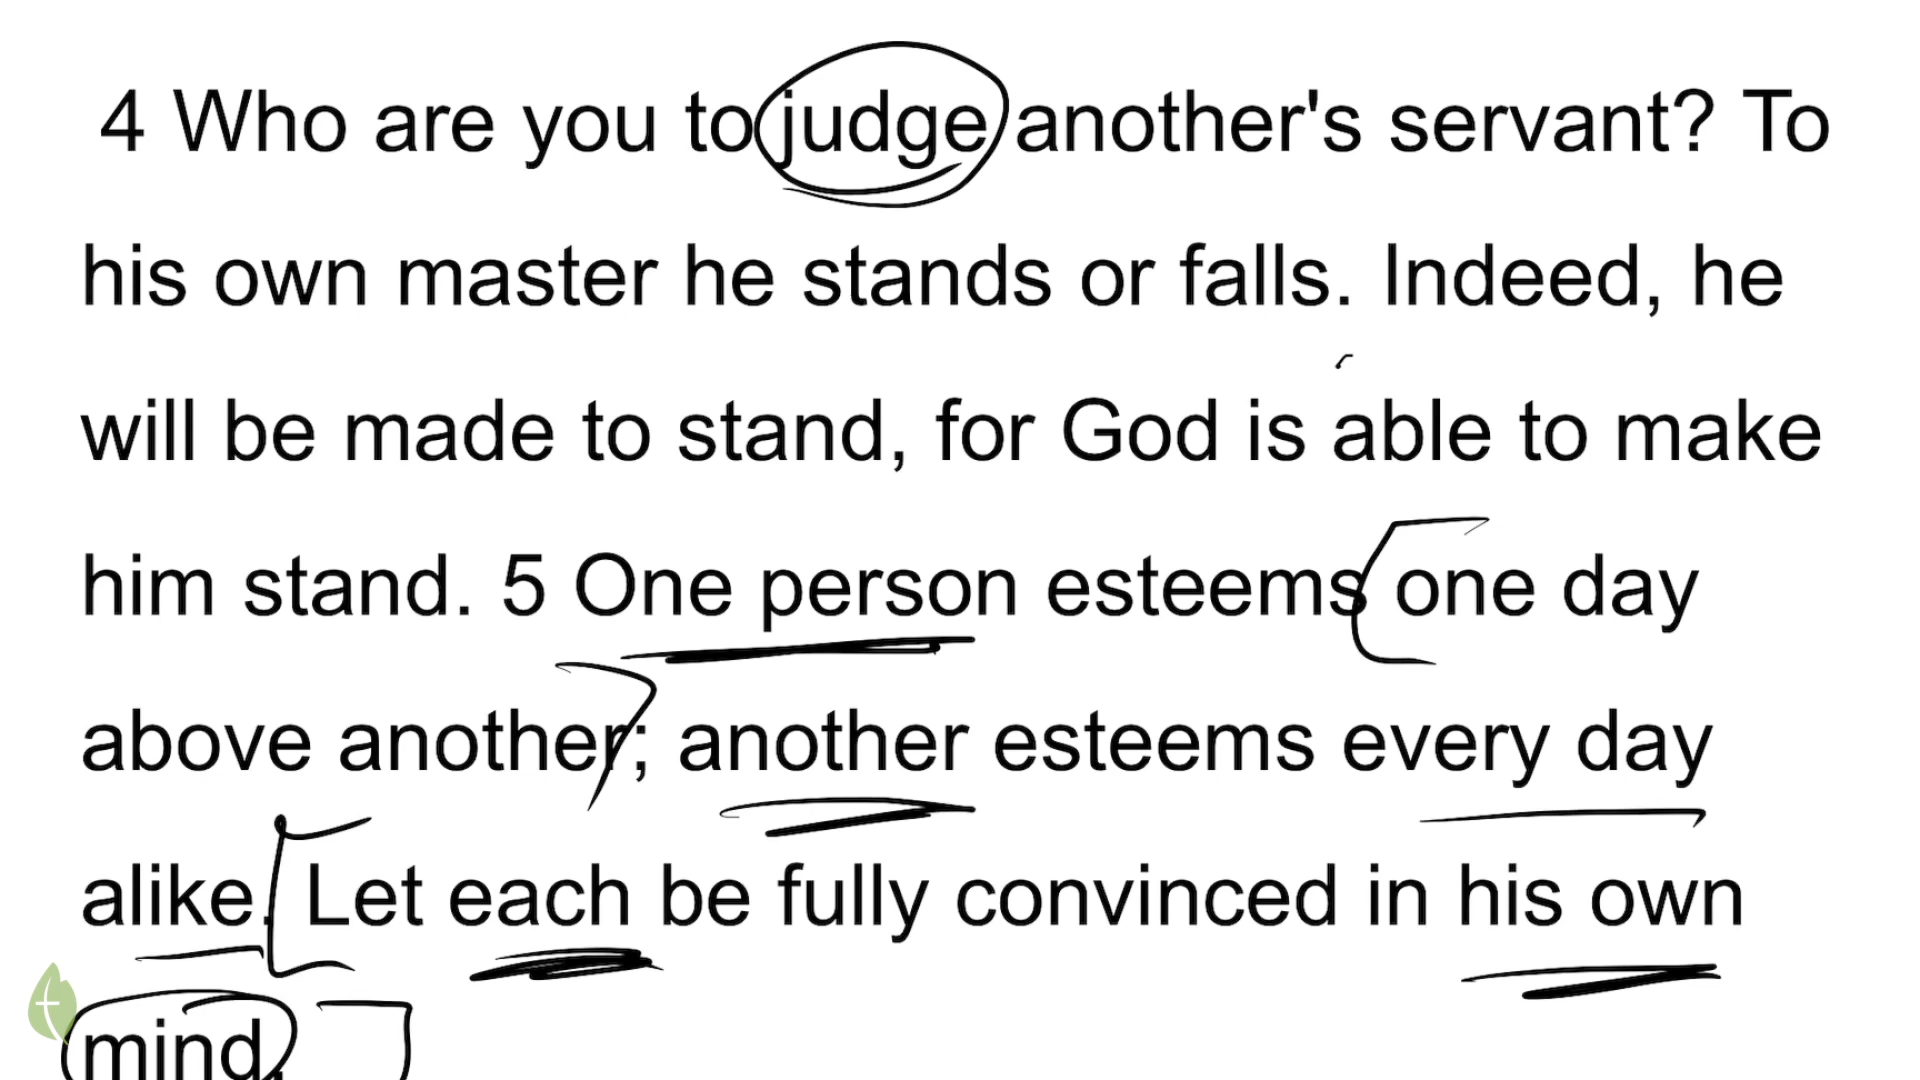 4 Who are you to judge another's servant? To
his own master he stands or falls. Indeed, he
will be made to stand, for God is able to make
him stand. 5 One person esteems one day
above another; another esteems every day
alike. Let each be fully convinced in his own
mind.